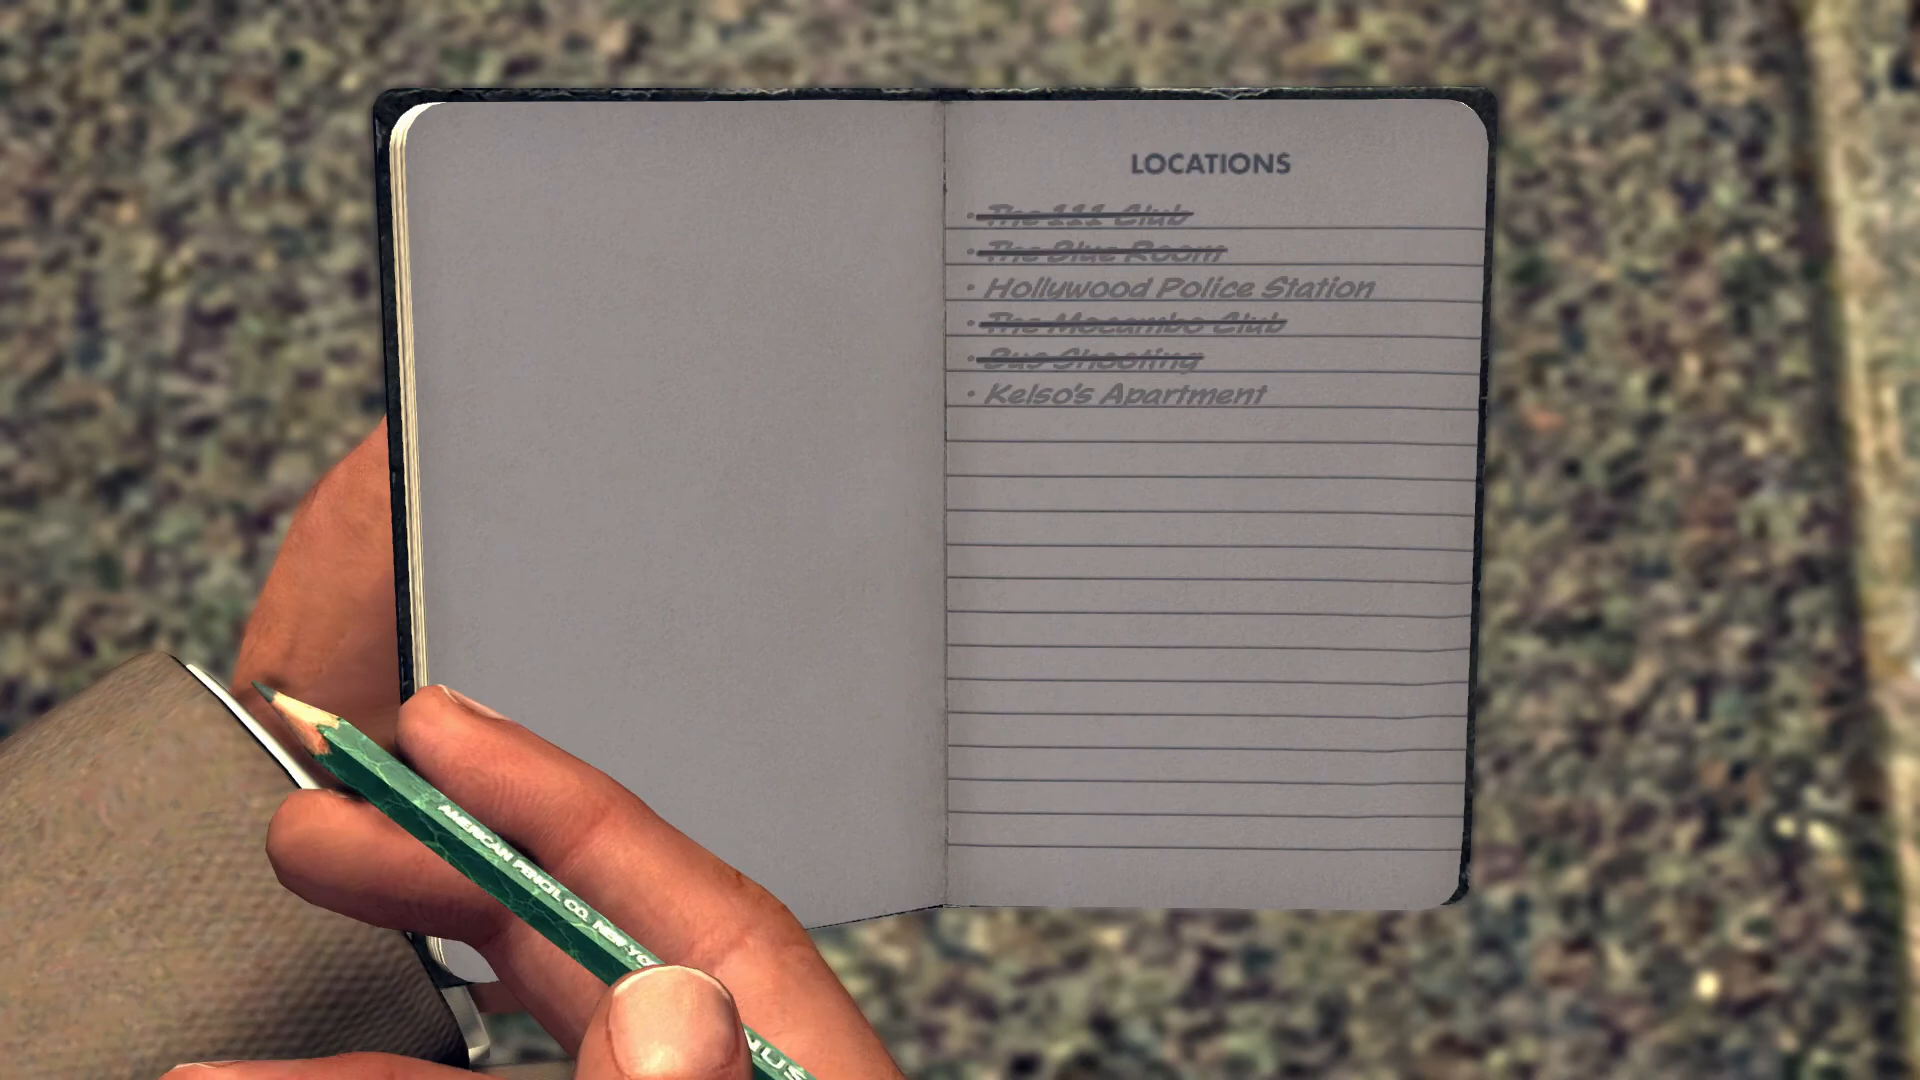 LOCATIONS
• The 111 Club
• The Blue Room
• Hollywood Police Station
• The Mocambo Club
• Bus Shooting
• Kelso's Apartment
AMERICAN PENCIL CO. NEW YO
NUS